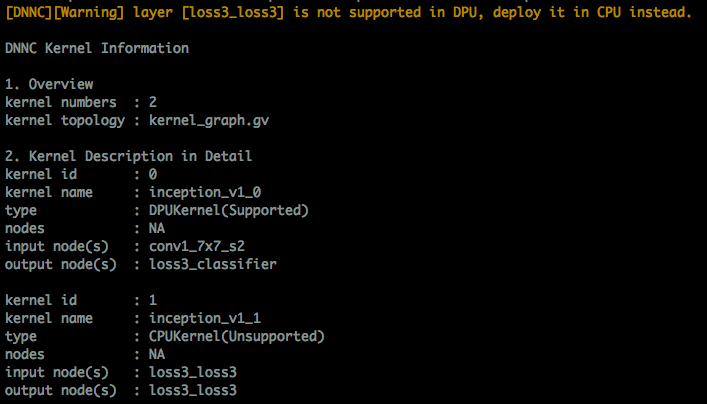 [DNNC][Warning] layer [loss3_loss3] is not supported in DPU, deploy it in CPU instead.
DNNC Kernel Information
1. Overview
kernel numbers  : 2
kernel topology : kernel_graph.gv
2. Kernel Description in Detail
kernel id       : 0
kernel name     : inception_v1_0
type            : DPUKernel(Supported)
nodes           : NA
input node(s)   : conv1_7x7_s2
output node(s)  : loss3_classifier
kernel id       : 1
kernel name     : inception_v1_1
type            : CPUKernel(Unsupported)
nodes           : NA
input node(s)   : loss3_loss3
output node(s)  : loss3_loss3